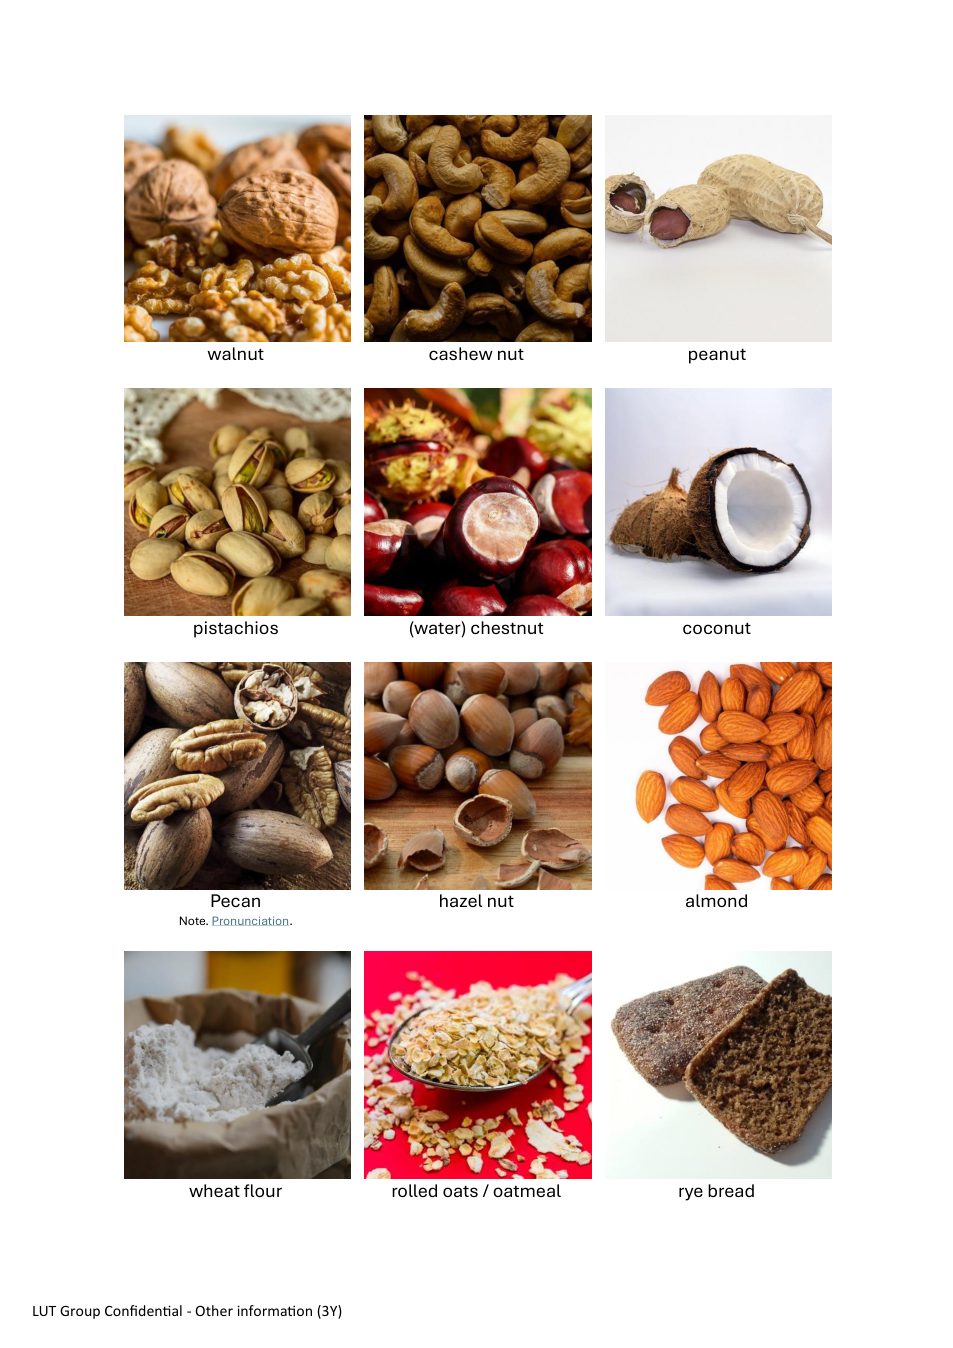 walnut
cashew nut
peanut
pistachios
(water) chestnut
coconut
Pecan
Note. Pronunciation.
hazel nut
almond
wheat flour
rolled oats / oatmeal
rye bread
LUT Group Confidential - Other information (3Y)